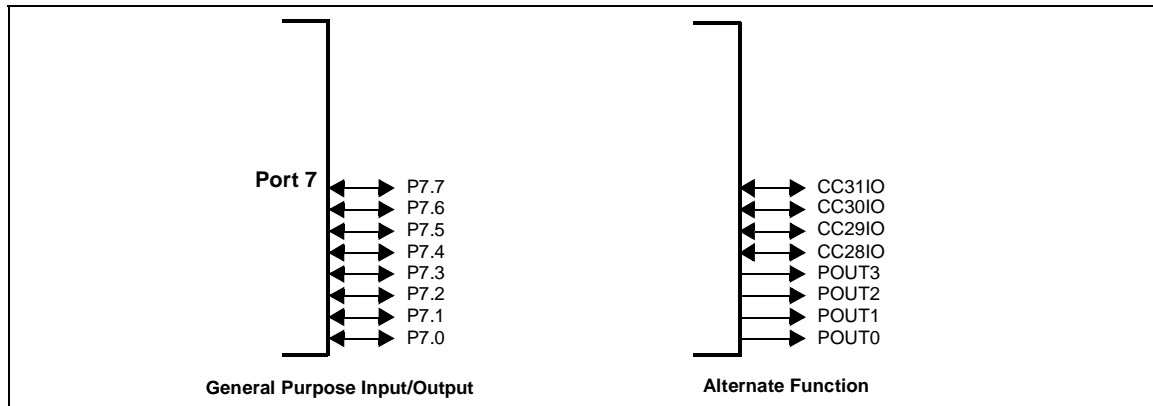 Port 7
P7.7
P7.6
P7.5
P7.4
P7.3
P7.2
P7.1
P7.0
General Purpose Input/Output
CC31IO
CC30IO
CC29IO
CC28IO
POUT3
POUT2
POUT1
POUT0
Alternate Function